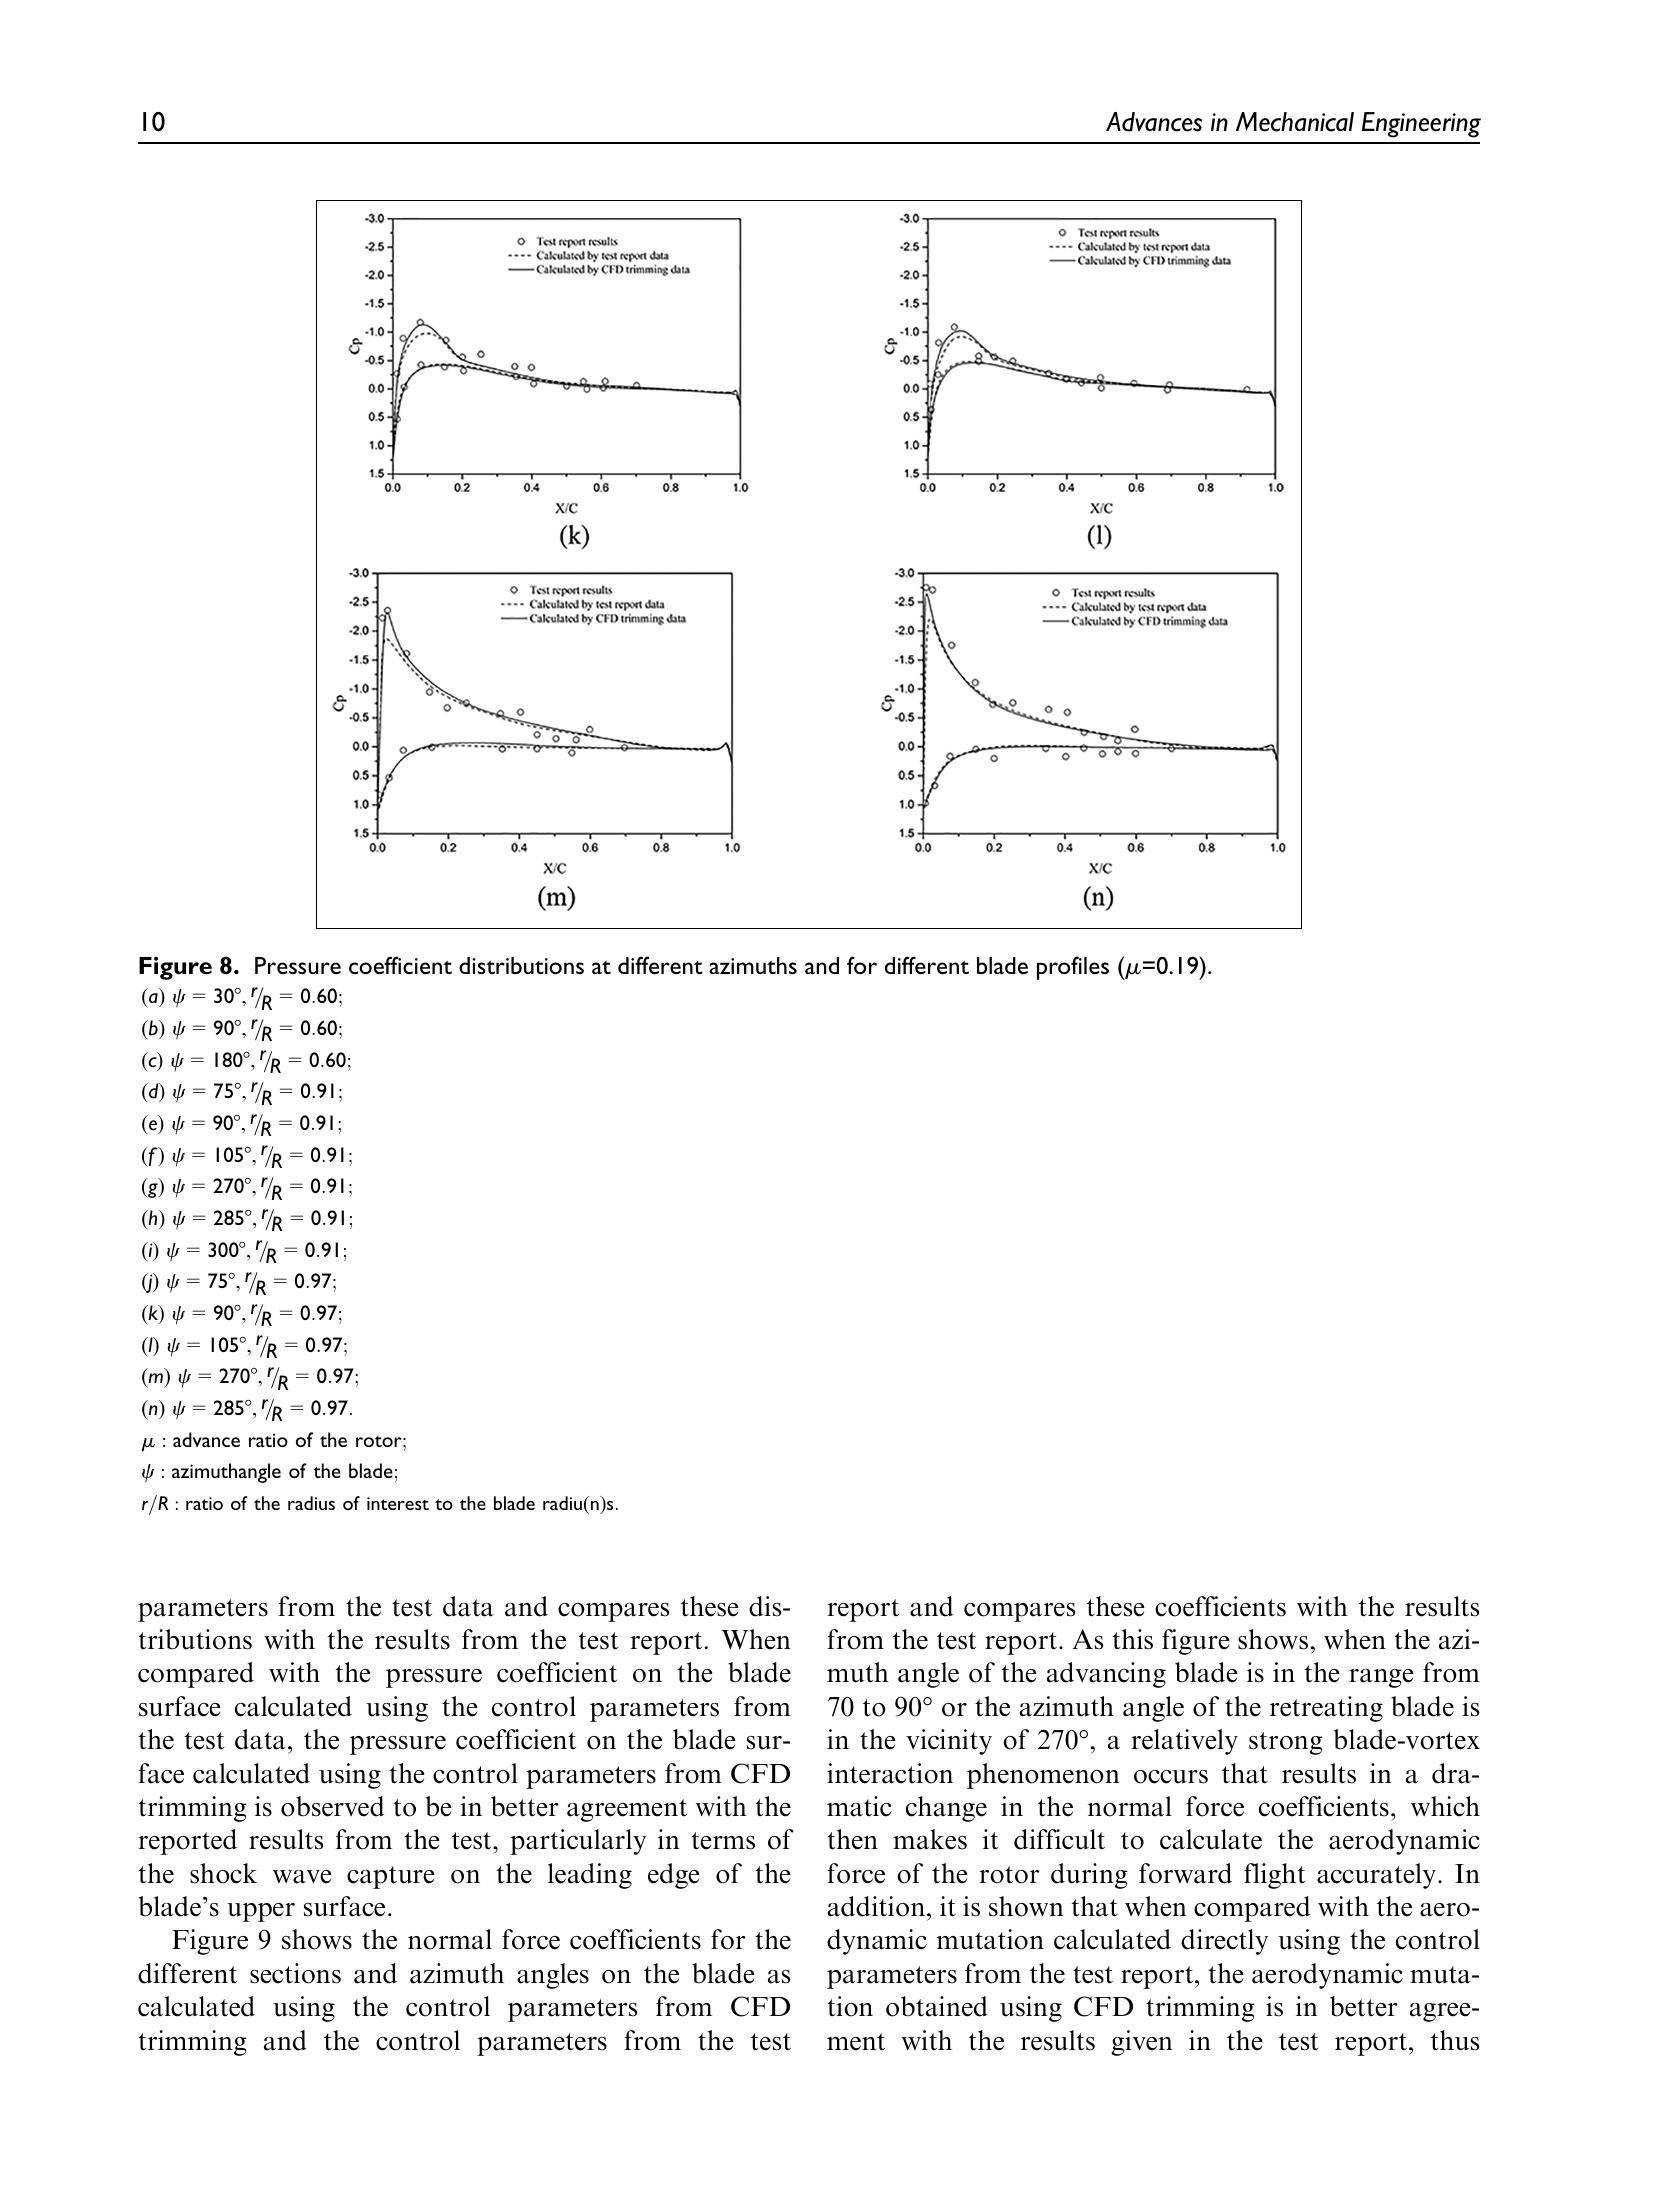 10
Advances in Mechanical Engineering
-3.0
-2.5
-2.0
-1.5
-1.0
-0.5
0.0
0.5
1.0
1.5
Cp
Test report results
Calculated by test report data
Calculated by CFD trimming data
0.0 0.2 0.4 0.6 0.8 1.0
X/C
(k)
-3.0
-2.5
-2.0
-1.5
-1.0
-0.5
0.0
0.5
1.0
1.5
Cp
Test report results
Calculated by test report data
Calculated by CFD trimming data
0.0 0.2 0.4 0.6 0.8 1.0
X/C
(l)
-3.0
-2.5
-2.0
-1.5
-1.0
-0.5
0.0
0.5
1.0
1.5
Cp
Test report results
Calculated by test report data
Calculated by CFD trimming data
0.0 0.2 0.4 0.6 0.8 1.0
X/C
(m)
-3.0
-2.5
-2.0
-1.5
-1.0
-0.5
0.0
0.5
1.0
1.5
Cp
Test report results
Calculated by test report data
Calculated by CFD trimming data
0.0 0.2 0.4 0.6 0.8 1.0
X/C
(n)
Figure 8. Pressure coefficient distributions at different azimuths and for different blade profiles (μ=0.19).
(a) ψ = 30°, r/R = 0.60;
(b) ψ = 90°, r/R = 0.60;
(c) ψ = 180°, r/R = 0.60;
(d) ψ = 75°, r/R = 0.91;
(e) ψ = 90°, r/R = 0.91;
(f) ψ = 105°, r/R = 0.91;
(g) ψ = 270°, r/R = 0.91;
(h) ψ = 285°, r/R = 0.91;
(i) ψ = 300°, r/R = 0.91;
(j) ψ = 75°, r/R = 0.97;
(k) ψ = 90°, r/R = 0.97;
(l) ψ = 105°, r/R = 0.97;
(m) ψ = 270°, r/R = 0.97;
(n) ψ = 285°, r/R = 0.97.
μ : advance ratio of the rotor;
ψ : azimuthangle of the blade;
r/R : ratio of the radius of interest to the blade radiu(n)s.
parameters from the test data and compares these dis-
tributions with the results from the test report. When
compared with the pressure coefficient on the blade
surface calculated using the control parameters from
the test data, the pressure coefficient on the blade sur-
face calculated using the control parameters from CFD
trimming is observed to be in better agreement with the
reported results from the test, particularly in terms of
the shock wave capture on the leading edge of the
blade's upper surface.
Figure 9 shows the normal force coefficients for the
different sections and azimuth angles on the blade as
calculated using the control parameters from CFD
trimming and the control parameters from the test
report and compares these coefficients with the results
from the test report. As this figure shows, when the azi-
muth angle of the advancing blade is in the range from
70 to 90° or the azimuth angle of the retreating blade is
in the vicinity of 270°, a relatively strong blade-vortex
interaction phenomenon occurs that results in a dra-
matic change in the normal force coefficients, which
then makes it difficult to calculate the aerodynamic
force of the rotor during forward flight accurately. In
addition, it is shown that when compared with the aero-
dynamic mutation calculated directly using the control
parameters from the test report, the aerodynamic muta-
tion obtained using CFD trimming is in better agree-
ment with the results given in the test report, thus